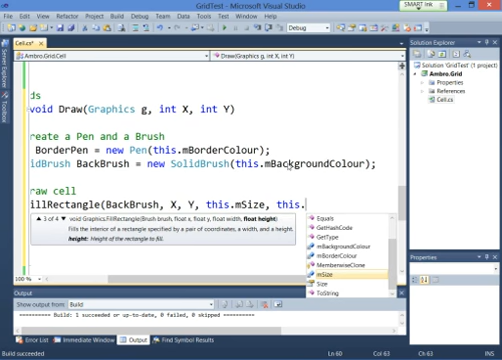 GridTest - Microsoft Visual Studio
SMART Ink
File Edit View Refactor Project Build Debug Team Data Tools Test Window Help
Debug
Cell.cs*
Ambro.Grid.Cell
Draw(Graphics g, int X, int Y)
Server Explorer
Toolbox
ds
void Draw(Graphics g, int X, int Y)
reate a Pen and a Brush
BorderPen = new Pen(this.mBorderColour);
idBrush BackBrush = new SolidBrush(this.mBackgroundColour);
raw cell
illRectangle(BackBrush, X, Y, this.mSize, this.
3 of 4 void Graphics.FillRectangle(Brush brush, float x, float y, float width, float height)
Fills the interior of a rectangle specified by a pair of coordinates, a width, and a height.
height: Height of the rectangle to fill.
Equals
GetHashCode
GetType
mBackgroundColour
mBorderColour
MemberwiseClone
mSize
Size
ToString
100 %
Output
Show output from: Build
========== Build: 1 succeeded or up-to-date, 0 failed, 0 skipped ==========
Error List Immediate Window Output Find Symbol Results
Build succeeded
Ln 60
Col 63
Ch 63
Solution Explorer
Solution 'GridTest' (1 project)
Ambro.Grid
Properties
References
Cell.cs
Properties